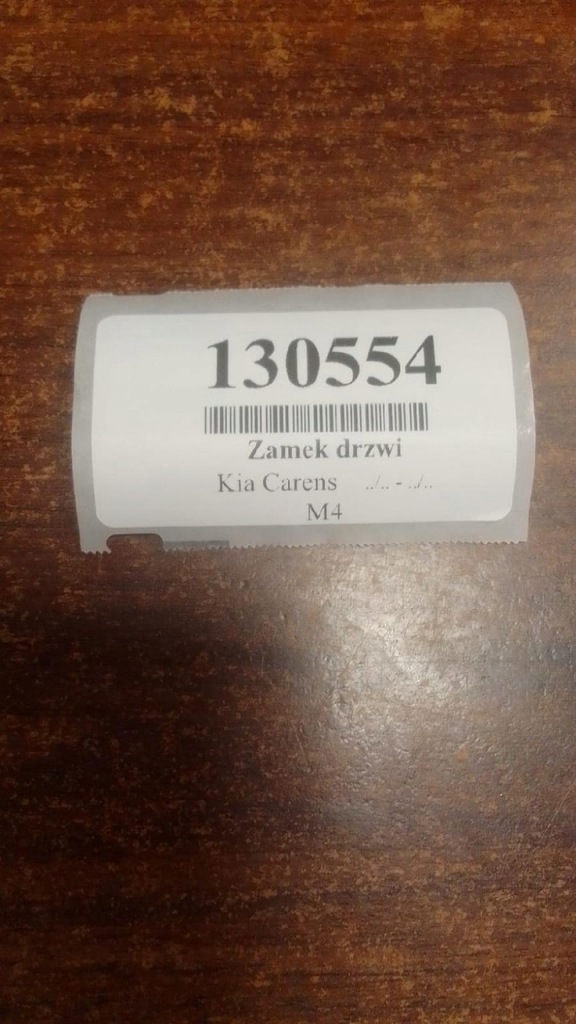 130554
Zamek drzwi
Kia Carens ../.. - ../..
M4